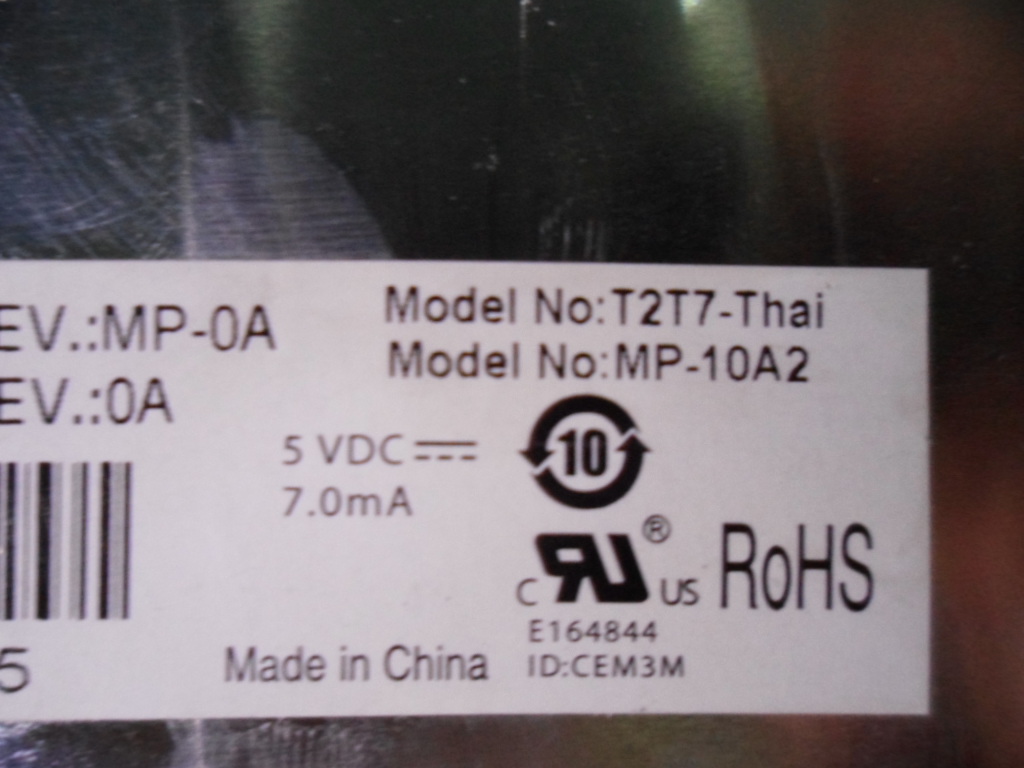 EV.:MP-0A
EV.:0A
Model No:T2T7-Thai
Model No:MP-10A2
5 VDC
7.0mA
10
C RU® US
RoHS
E164844
ID:CEM3M
Made in China
5